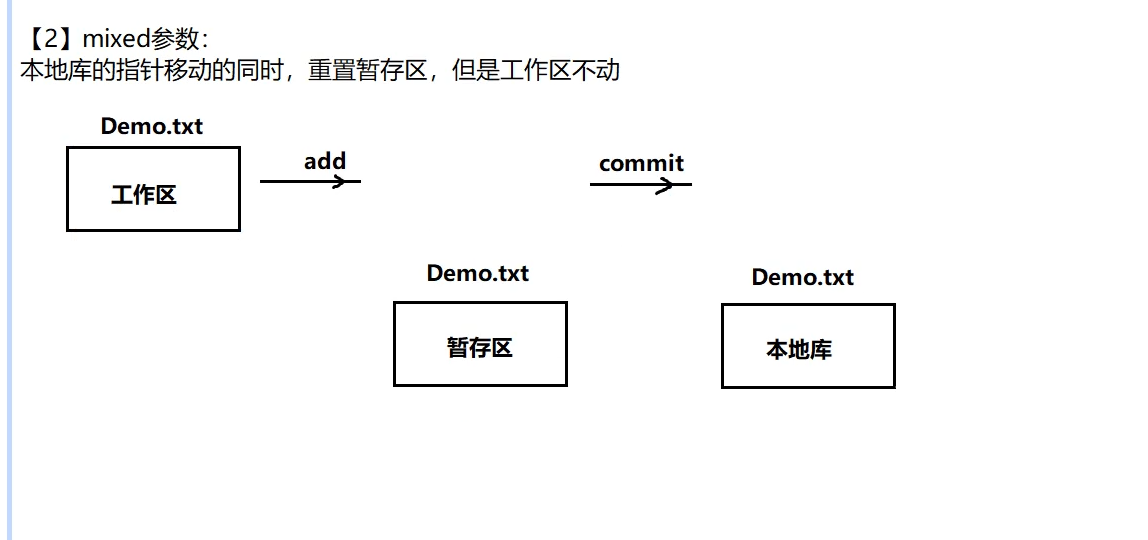 【2】mixed参数：
本地库的指针移动的同时，重置暂存区，但是工作区不动
Demo.txt
工作区
add
commit
Demo.txt
暂存区
Demo.txt
本地库